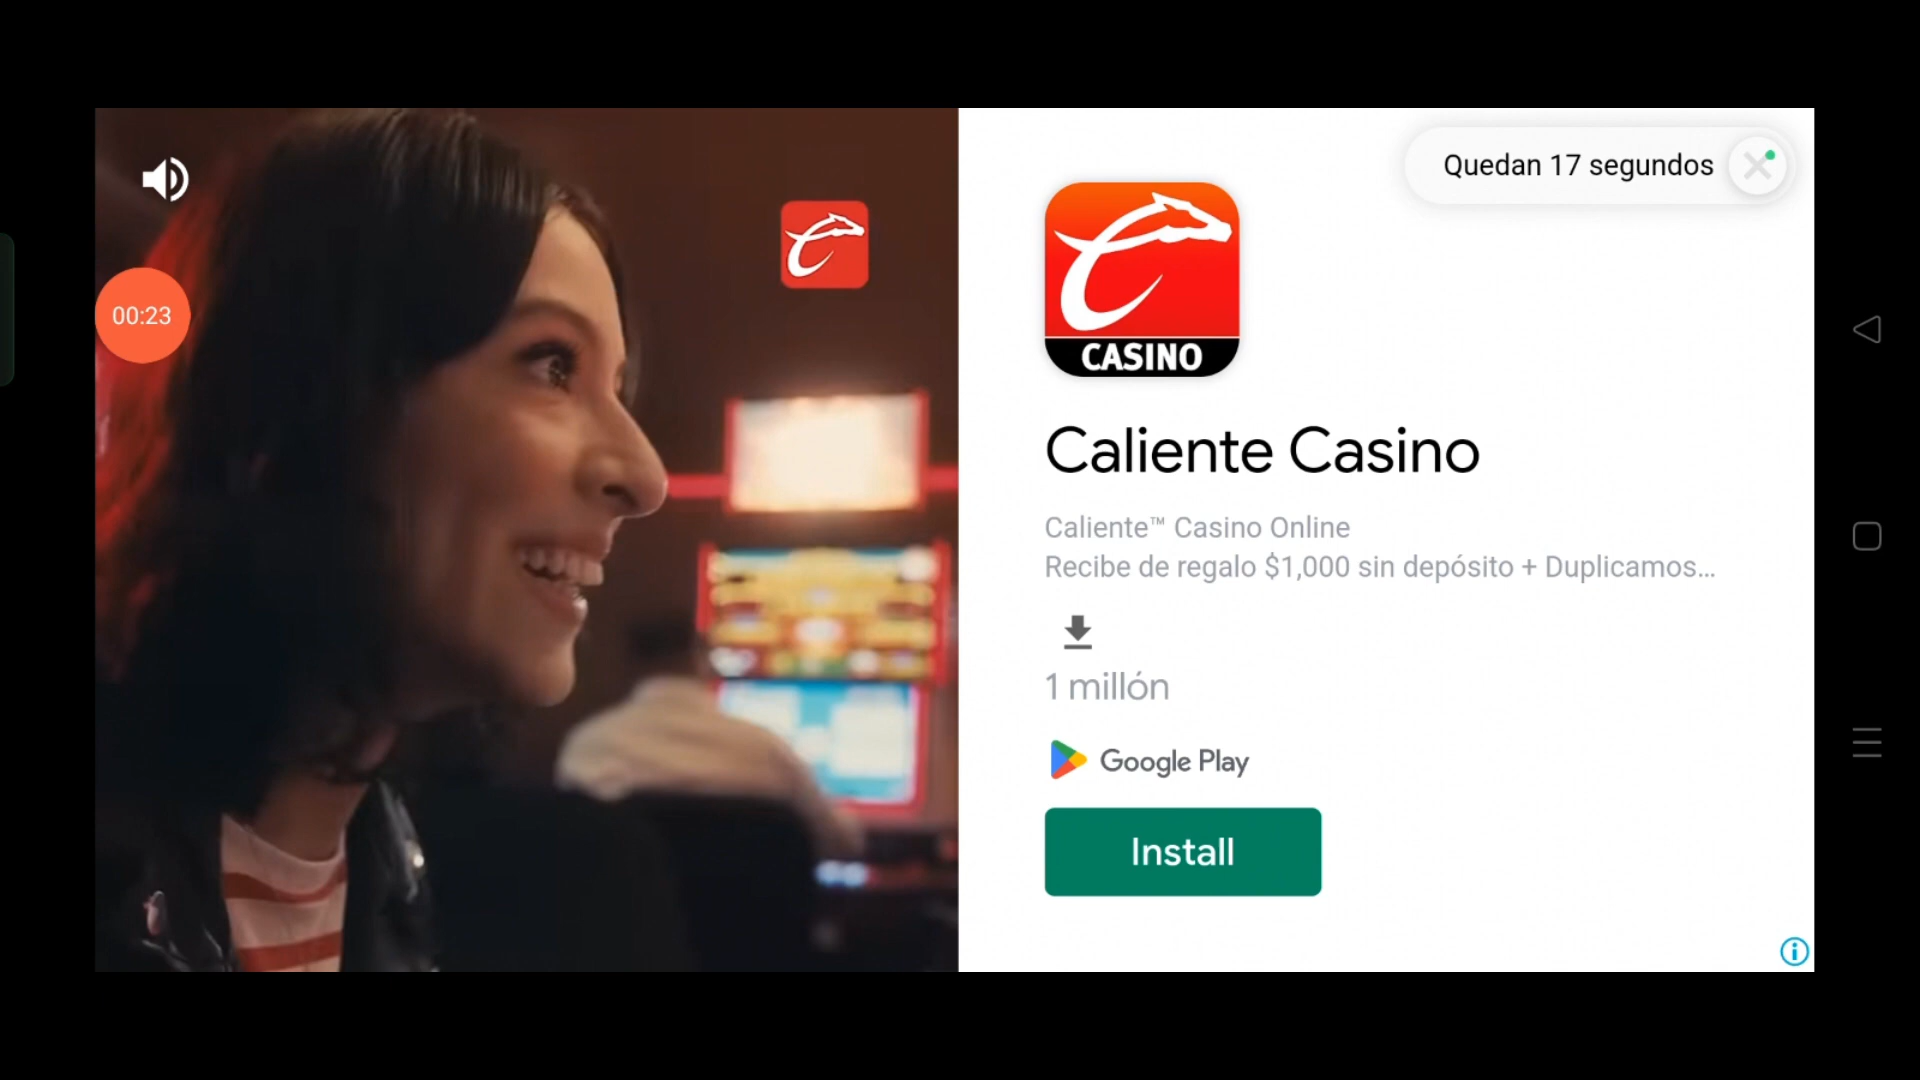 Quedan 17 segundos
00:23
CASINO
Caliente Casino
Caliente™ Casino Online
Recibe de regalo $1,000 sin depósito + Duplicamos...
1 millón
Google Play
Install